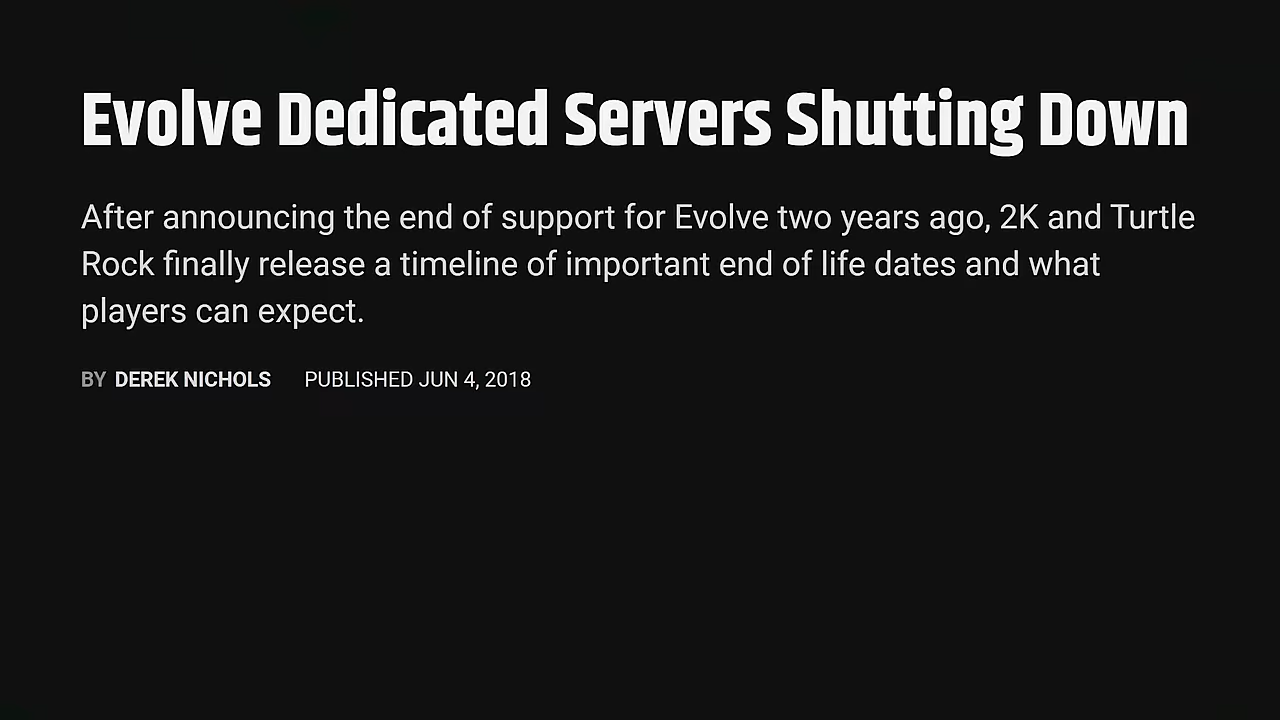 Evolve Dedicated Servers Shutting Down
After announcing the end of support for Evolve two years ago, 2K and Turtle
Rock finally release a timeline of important end of life dates and what
players can expect.
BY DEREK NICHOLS PUBLISHED JUN 4, 2018